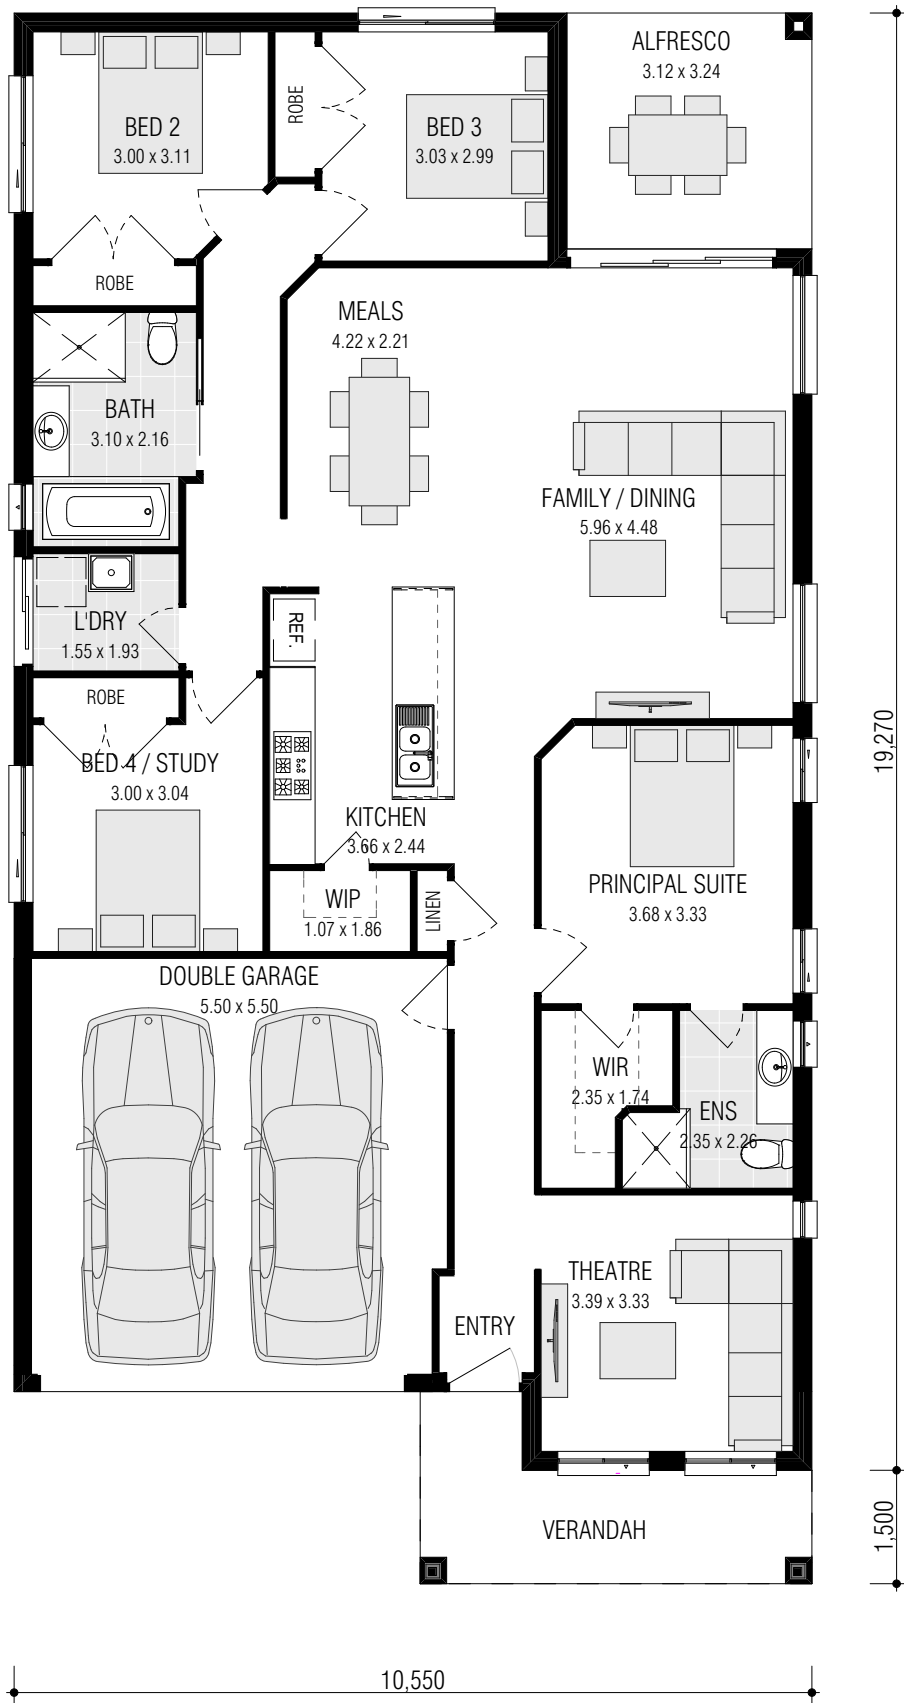 ALFRESCO
3.12 x 3.24
BED 2
3.00 x 3.11
ROBE
BED 3
3.03 x 2.99
ROBE
MEALS
4.22 x 2.21
BATH
3.10 x 2.16
FAMILY / DINING
5.96 x 4.48
L'DRY
1.55 x 1.93
REF.
ROBE
BED 4 / STUDY
3.00 x 3.04
KITCHEN
3.66 x 2.44
WIP
1.07 x 1.86
LINEN
PRINCIPAL SUITE
3.68 x 3.33
DOUBLE GARAGE
5.50 x 5.50
WIR
2.35 x 1.74
ENS
2.35 x 2.26
THEATRE
3.39 x 3.33
ENTRY
VERANDAH
19,270
1,500
10,550